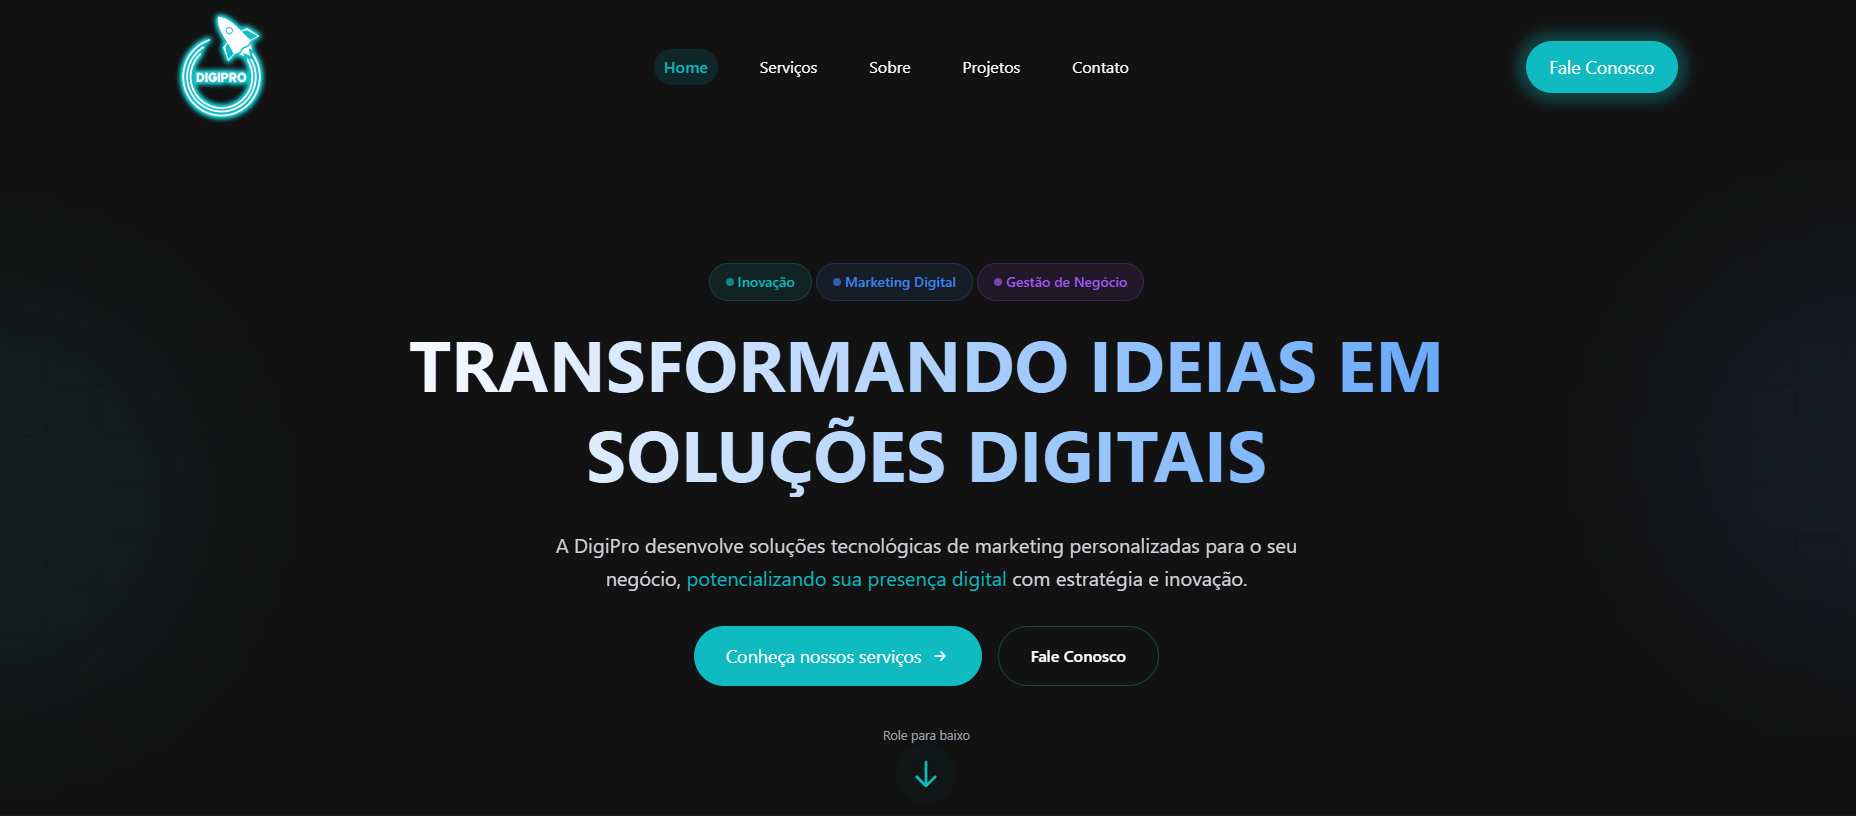 DIGIPRO
Home
Serviços
Sobre
Projetos
Contato
Fale Conosco
Inovação
Marketing Digital
Gestão de Negócio
TRANSFORMANDO IDEIAS EM
SOLUÇÕES DIGITAIS
A DigiPro desenvolve soluções tecnológicas de marketing personalizadas para o seu
negócio, potencializando sua presença digital com estratégia e inovação.
Conheça nossos serviços →
Fale Conosco
Role para baixo